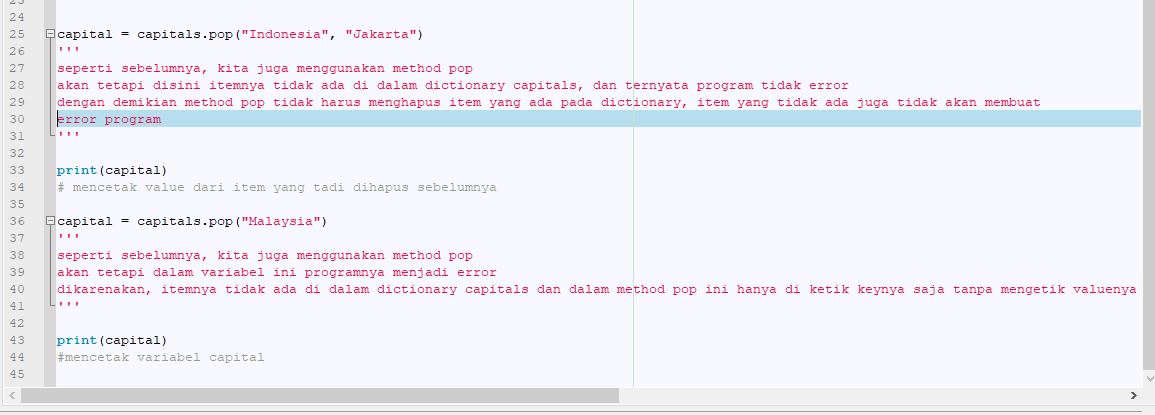 23
24
25 capital = capitals.pop("Indonesia", "Jakarta")
26 '''
27 seperti sebelumnya, kita juga menggunakan method pop
28 akan tetapi disini itemnya tidak ada di dalam dictionary capitals, dan ternyata program tidak error
29 dengan demikian method pop tidak harus menghapus item yang ada pada dictionary, item yang tidak ada juga tidak akan membuat
30 error program
31 '''
32
33 print(capital)
34 # mencetak value dari item yang tadi dihapus sebelumnya
35
36 capital = capitals.pop("Malaysia")
37 '''
38 seperti sebelumnya, kita juga menggunakan method pop
39 akan tetapi dalam variabel ini programnya menjadi error
40 dikarenakan, itemnya tidak ada di dalam dictionary capitals dan dalam method pop ini hanya di ketik keynya saja tanpa mengetik valuenya
41 '''
42
43 print(capital)
44 #mencetak variabel capital
45